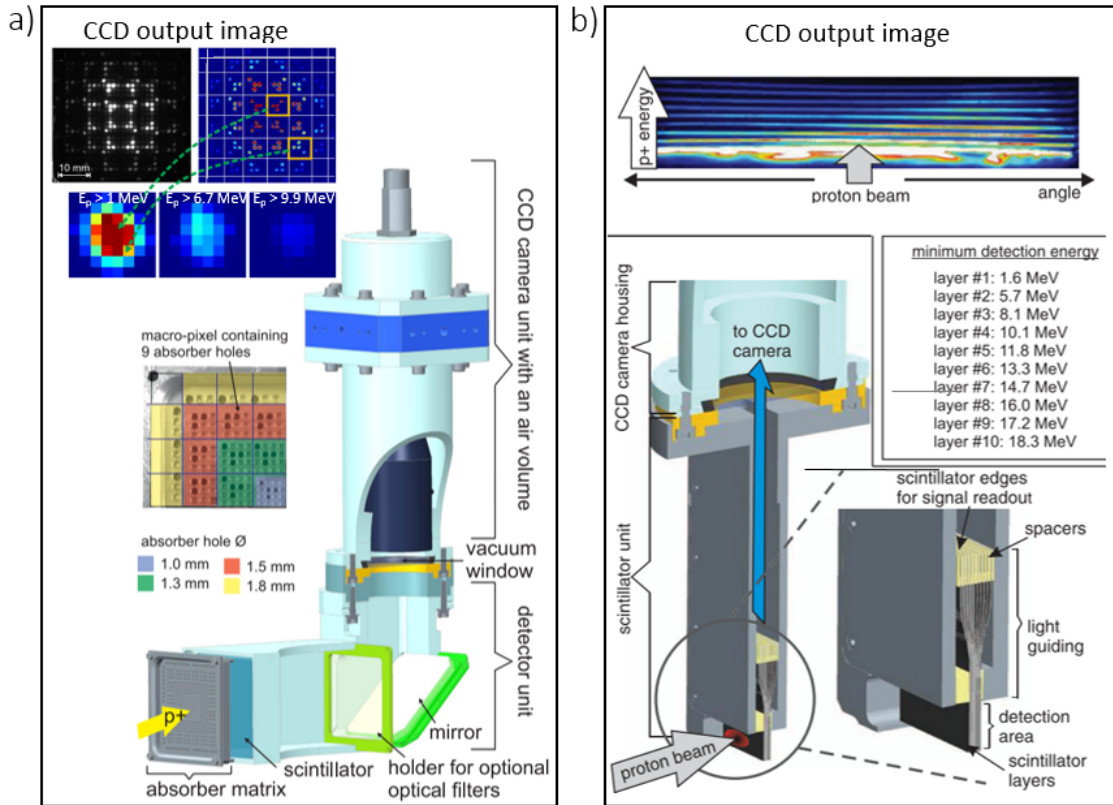 a)
CCD output image
10 mm
E_p > 1 MeV
E_p > 6.7 MeV
E_p > 9.9 MeV
CCD camera unit with an air volume
macro-pixel containing
9 absorber holes
absorber hole Ø
1.0 mm
1.5 mm
1.3 mm
1.8 mm
vacuum
window
detector unit
p+
mirror
scintillator
holder for optional
optical filters
absorber matrix
b)
CCD output image
p+ energy
proton beam
angle
minimum detection energy
layer #1: 1.6 MeV
layer #2: 5.7 MeV
layer #3: 8.1 MeV
layer #4: 10.1 MeV
layer #5: 11.8 MeV
layer #6: 13.3 MeV
layer #7: 14.7 MeV
layer #8: 16.0 MeV
layer #9: 17.2 MeV
layer #10: 18.3 MeV
CCD camera housing
to CCD
camera
scintillator unit
scintillator edges
for signal readout
spacers
light
guiding
detection
area
scintillator
layers
proton beam